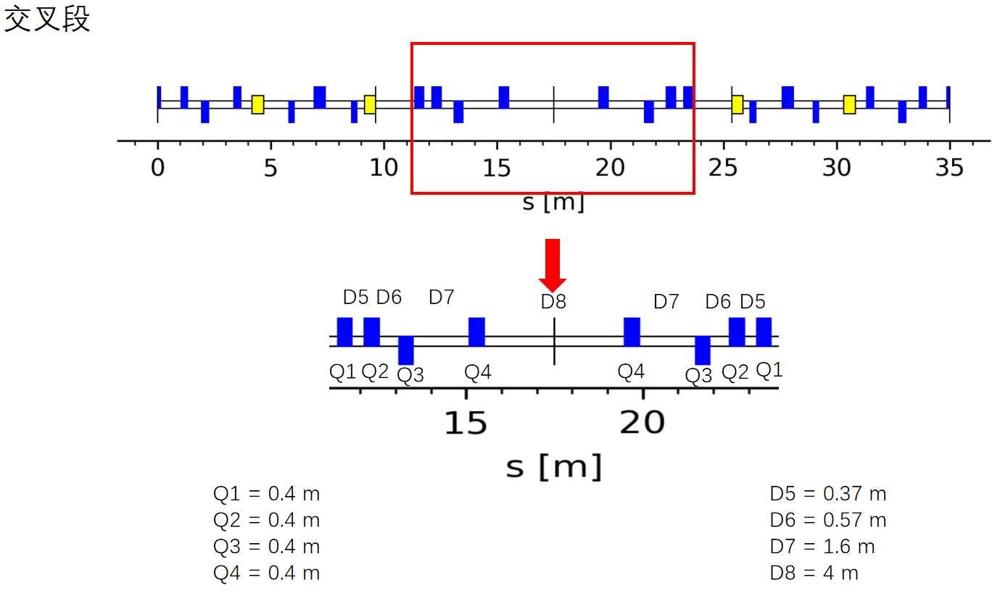 交叉段
0 5 10 15 20 25 30 35
s [m]
D5 D6 D7 D8 D7 D6 D5
Q1 Q2 Q3 Q4 Q4 Q3 Q2 Q1
15 20
s [m]
Q1 = 0.4 m
Q2 = 0.4 m
Q3 = 0.4 m
Q4 = 0.4 m
D5 = 0.37 m
D6 = 0.57 m
D7 = 1.6 m
D8 = 4 m